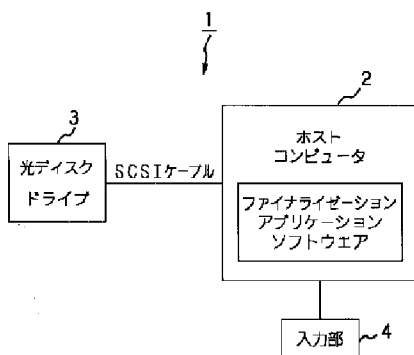 1
2
ホスト
コンピュータ
ファイナライゼーション
アプリケーション
ソフトウエア
3
光ディスク
ドライブ
SCSIケーブル
入力部
4